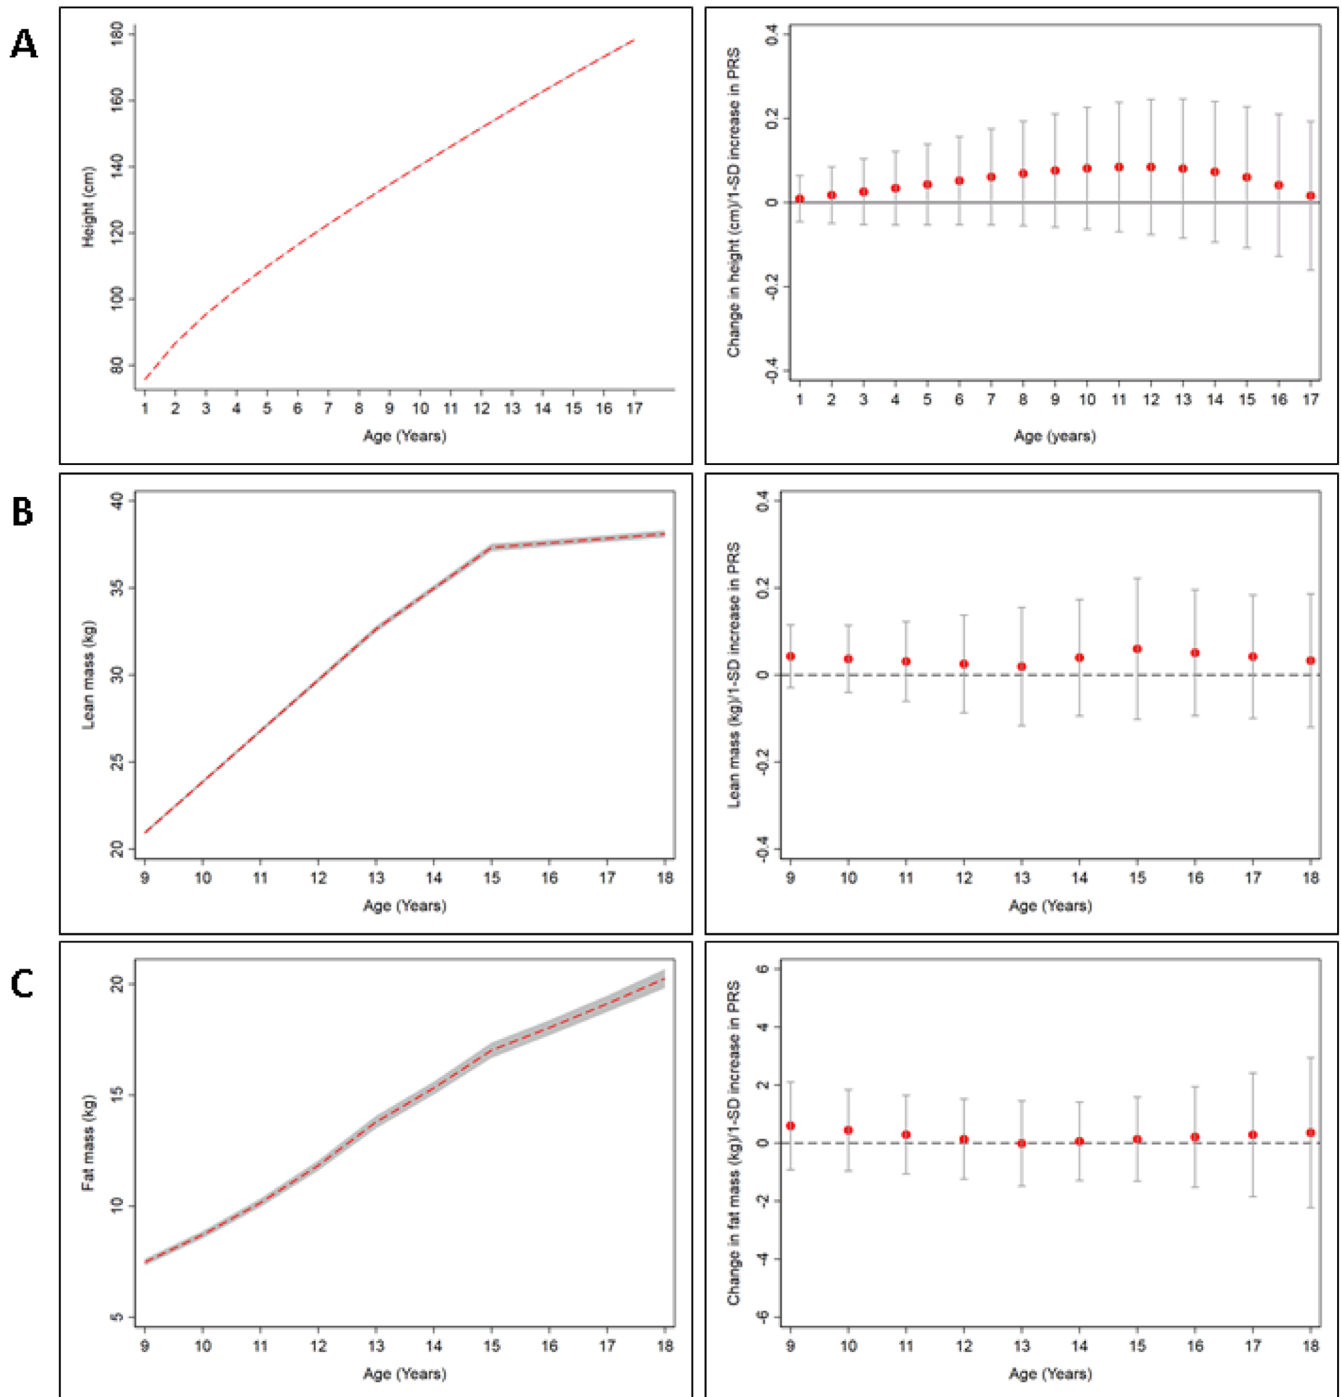 A
Height (cm)
180
160
140
120
100
80
1 2 3 4 5 6 7 8 9 10 11 12 13 14 15 16 17
Age (Years)
Change in height (cm)/1-SD increase in PRS
0.4
0.2
0
-0.2
-0.4
1 2 3 4 5 6 7 8 9 10 11 12 13 14 15 16 17
Age (years)
B
Lean mass (kg)
40
35
30
25
20
9 10 11 12 13 14 15 16 17 18
Age (Years)
Lean mass (kg)/1-SD increase in PRS
0.4
0.2
0
-0.2
-0.4
9 10 11 12 13 14 15 16 17 18
Age (Years)
C
Fat mass (kg)
20
15
10
5
9 10 11 12 13 14 15 16 17 18
Age (Years)
Change in fat mass (kg)/1-SD increase in PRS
6
4
2
0
-2
-4
-6
9 10 11 12 13 14 15 16 17 18
Age (Years)